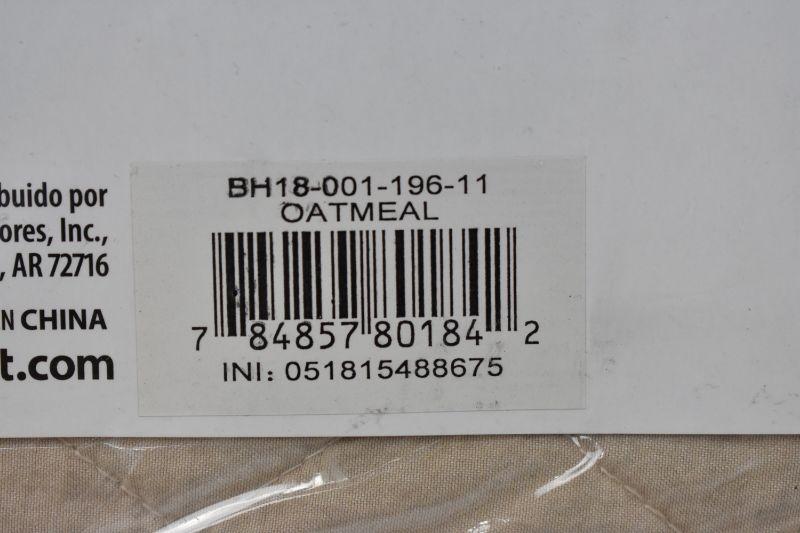 buido por
ores, Inc.,
, AR 72716
N CHINA
t.com
BH18-001-196-11
OATMEAL
7 84857 80184 2
INI: 051815488675